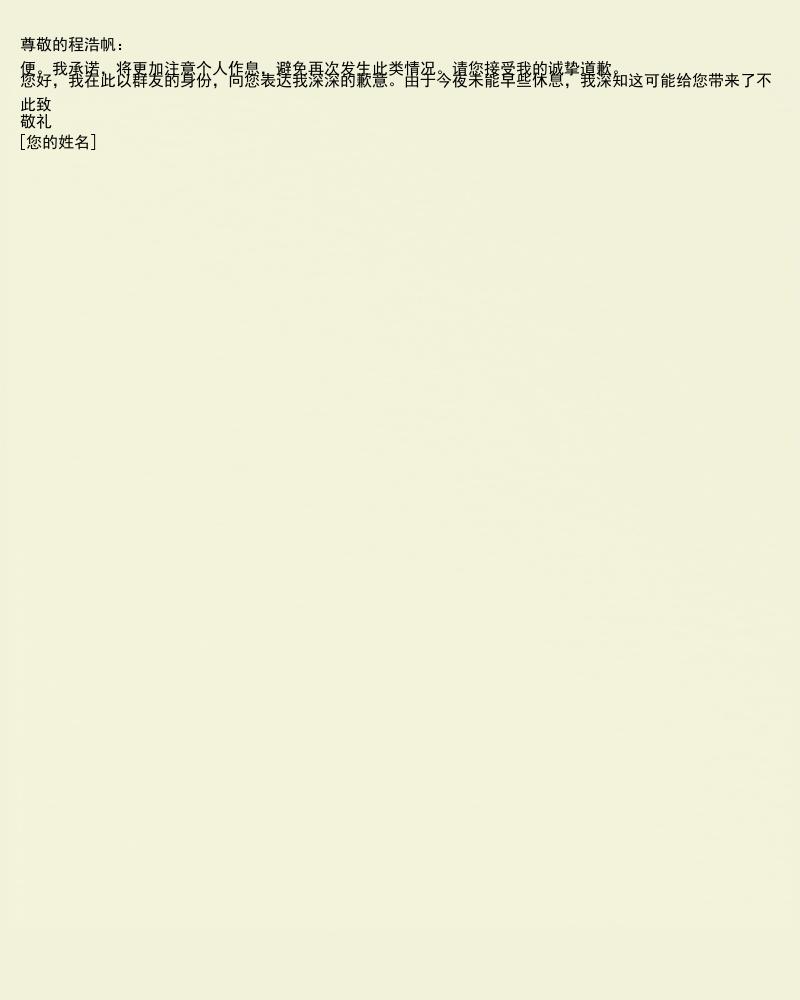 尊敬的程浩帆：
便。我承诺，将更加注意个人作息，避免再次发生此类情况。请您接受我的诚挚道歉。
您好，我在此以群发的身份，向您表达我深深的歉意。由于今夜未能早些休息，我深知这可能给您带来了不
此致
敬礼
[您的姓名]